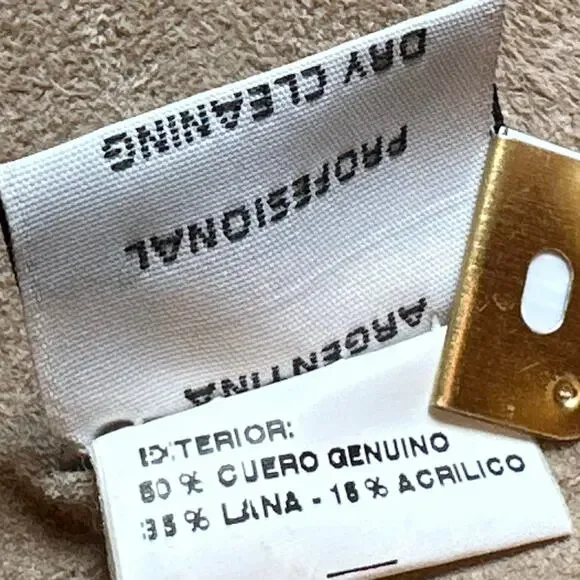 DRY CLEANING
PROFESIONAL
ARGENTINA
EXTERIOR:
50 % CUERO GENUINO
35 % LANA - 15 % ACRILICO